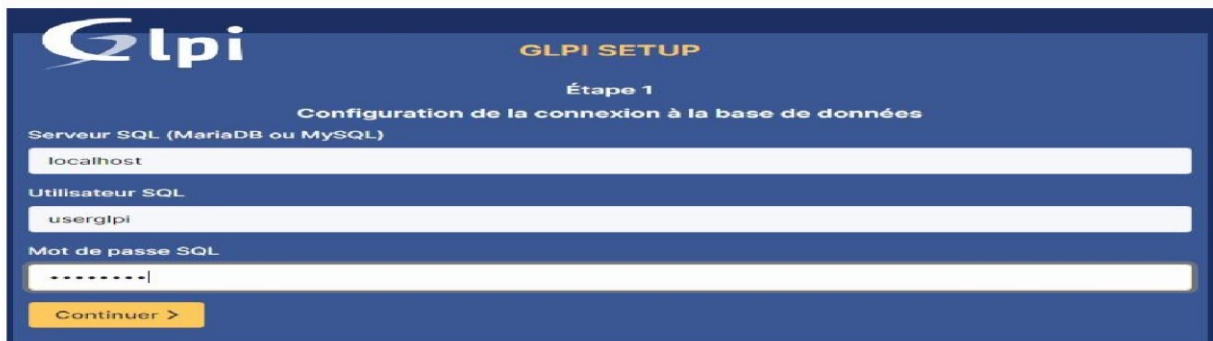 Glpi
GLPI SETUP
Étape 1
Configuration de la connexion à la base de données
Serveur SQL (MariaDB ou MySQL)
localhost
Utilisateur SQL
userglpi
Mot de passe SQL
••••••••
Continuer >